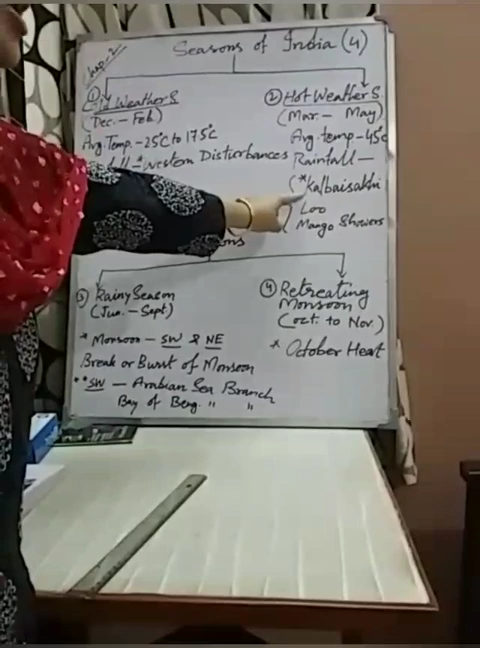 Chap-2
Seasons of India (4)
①
Cold Weather S
(Dec. - Feb.)
Avg. Temp. - 25°C to 17.5°C
* Western Disturbances
② Hot Weather S
(Mar. - May)
Avg. temp - 45°C
Rainfall -
* Kalbaisakhi
Loo
Mango Showers
③ Rainy Season
(Jun. - Sept)
* Monsoon - SW & NE
Break or Burst of Monsoon
* *SW - Arabian Sea Branch
Bay of Beng. " "
④ Retreating
Monsoon
(oct. to Nov.)
* October Heat